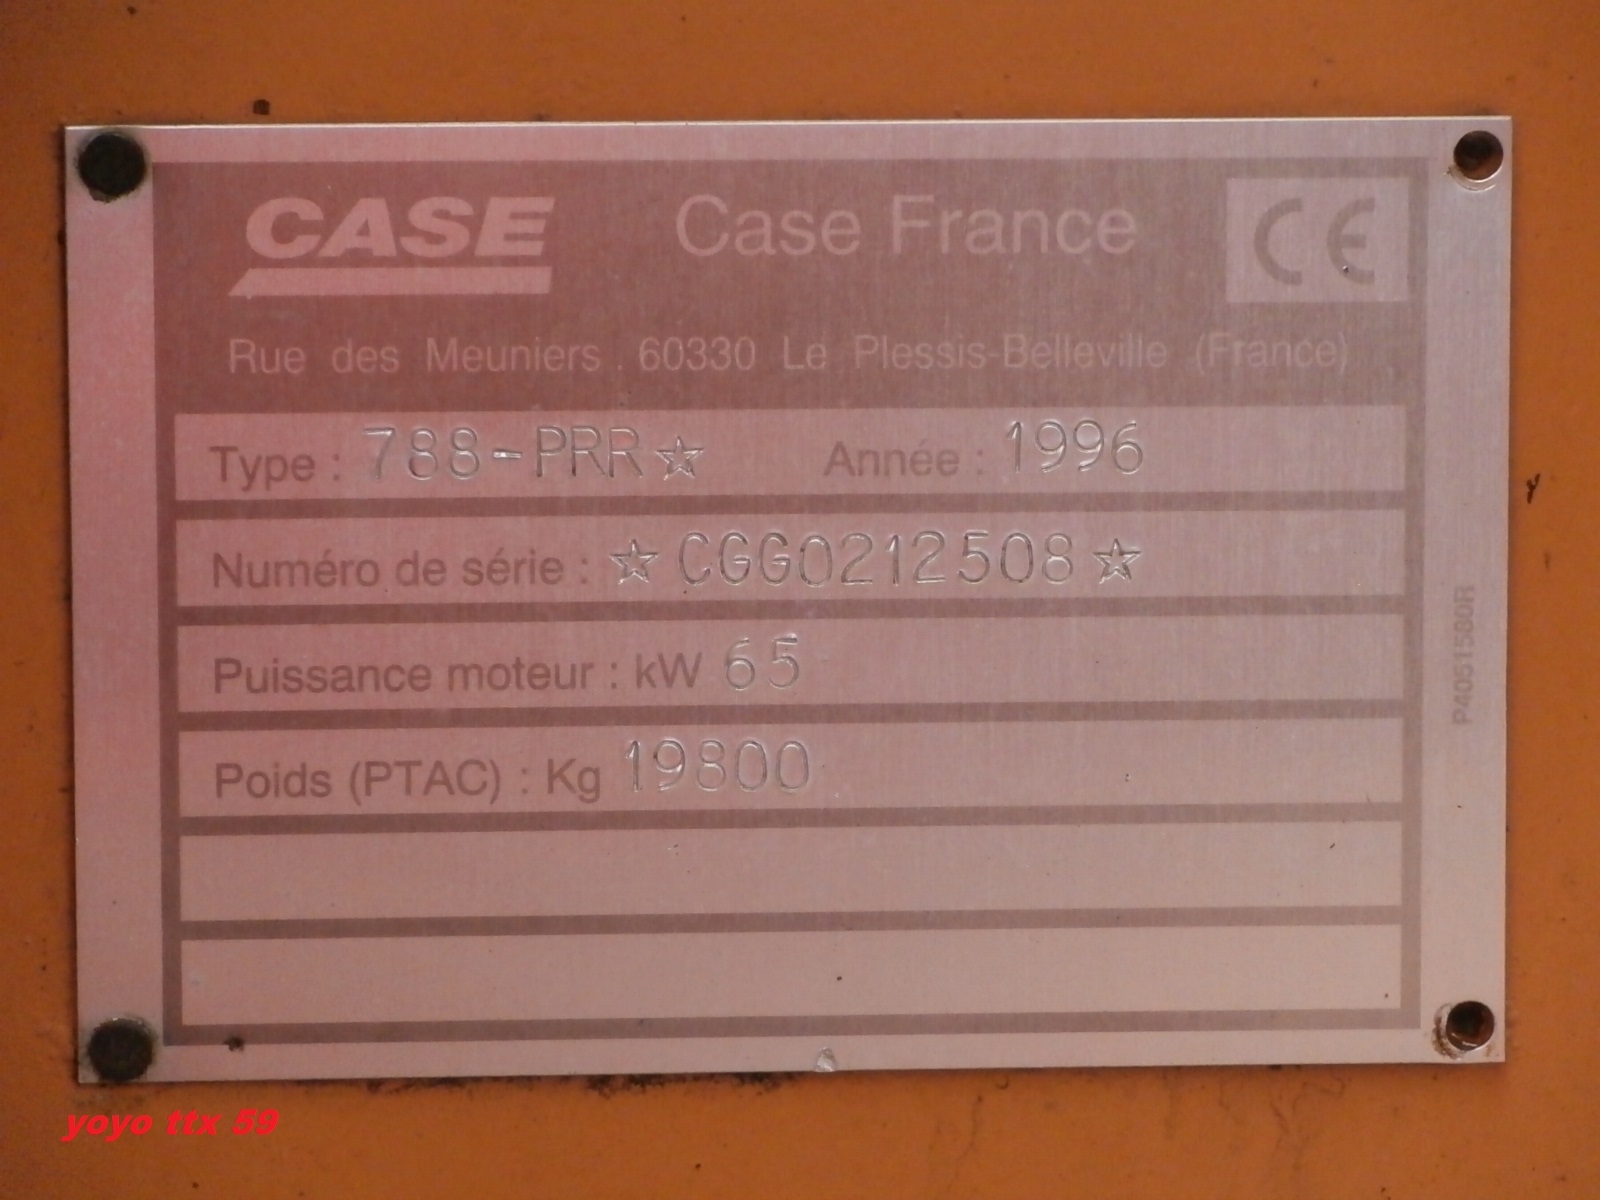 CASE Case France CE
Rue des Meuniers . 60330 Le Plessis-Belleville (France)
Type : 788-PRR☆ Année : 1996
Numéro de série : ☆CGG0212508☆
Puissance moteur : kW 65
Poids (PTAC) : Kg 19800
P4051580R
yoyo ttx 59